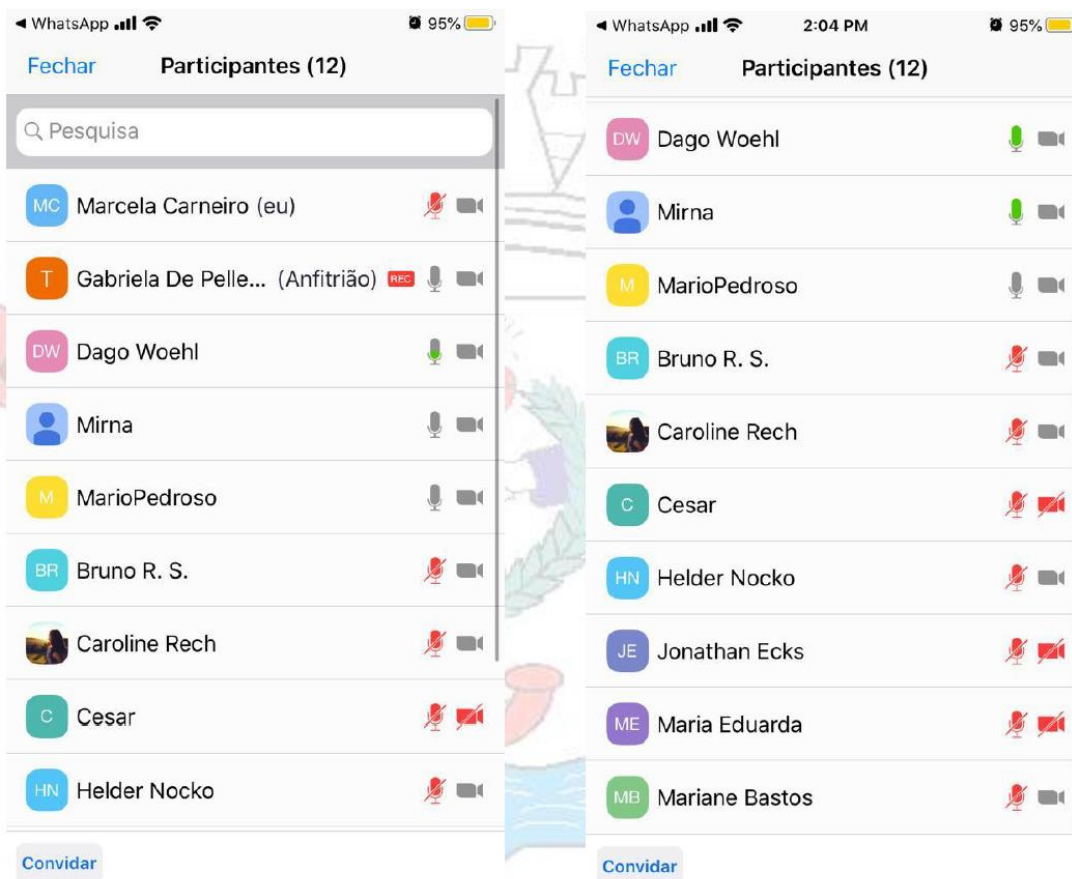 WhatsApp 95%
Fechar Participantes (12)
Pesquisa
MC Marcela Carneiro (eu)
T Gabriela De Pelle... (Anfitrião) REC
DW Dago Woehl
Mirna
M MarioPedroso
BR Bruno R. S.
Caroline Rech
C Cesar
HN Helder Nocko
Convidar
WhatsApp 2:04 PM 95%
Fechar Participantes (12)
DW Dago Woehl
Mirna
M MarioPedroso
BR Bruno R. S.
Caroline Rech
C Cesar
HN Helder Nocko
JE Jonathan Ecks
ME Maria Eduarda
MB Mariane Bastos
Convidar